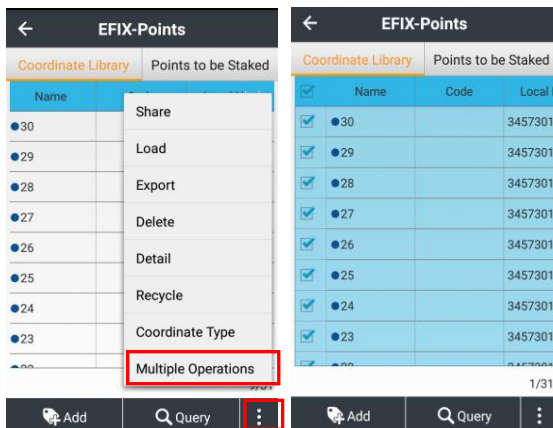 EFIX-Points
Coordinate Library Points to be Staked
Name
30
29
28
27
26
25
24
23
Share
Load
Export
Delete
Detail
Recycle
Coordinate Type
Multiple Operations
Add Query
EFIX-Points
Coordinate Library Points to be Staked
Name Code Local
30 3457301
29 3457301
28 3457301
27 3457301
26 3457301
25 3457301
24 3457301
23 3457301
1/31
Add Query